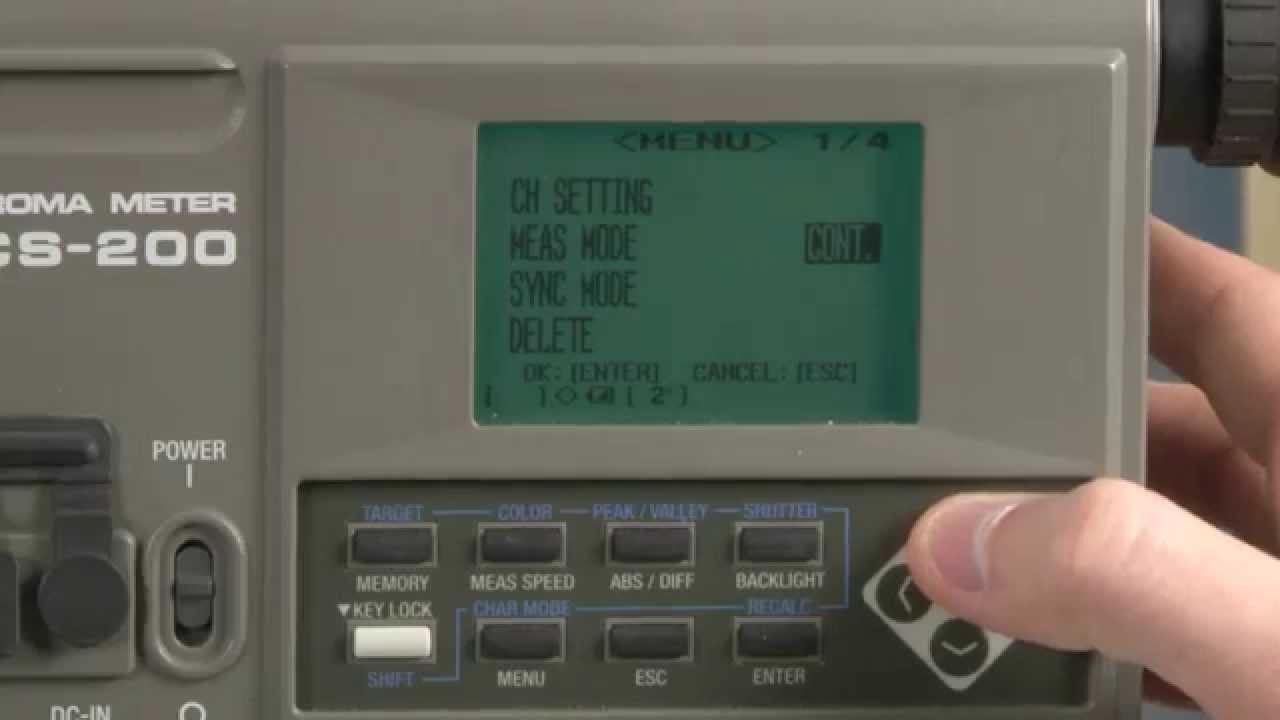 ROMA METER
CS-200
<MENU> 1/4
CH SETTING
MEAS MODE CONT.
SYNC MODE
DELETE
OK:[ENTER] CANCEL:[ESC]
[ 2°]
POWER
I
TARGET COLOR PEAK / VALLEY SHUTTER
MEMORY MEAS SPEED ABS / DIFF BACKLIGHT
▼KEY LOCK CHAR MODE RECALC
SHIFT MENU ESC ENTER
DC-IN O